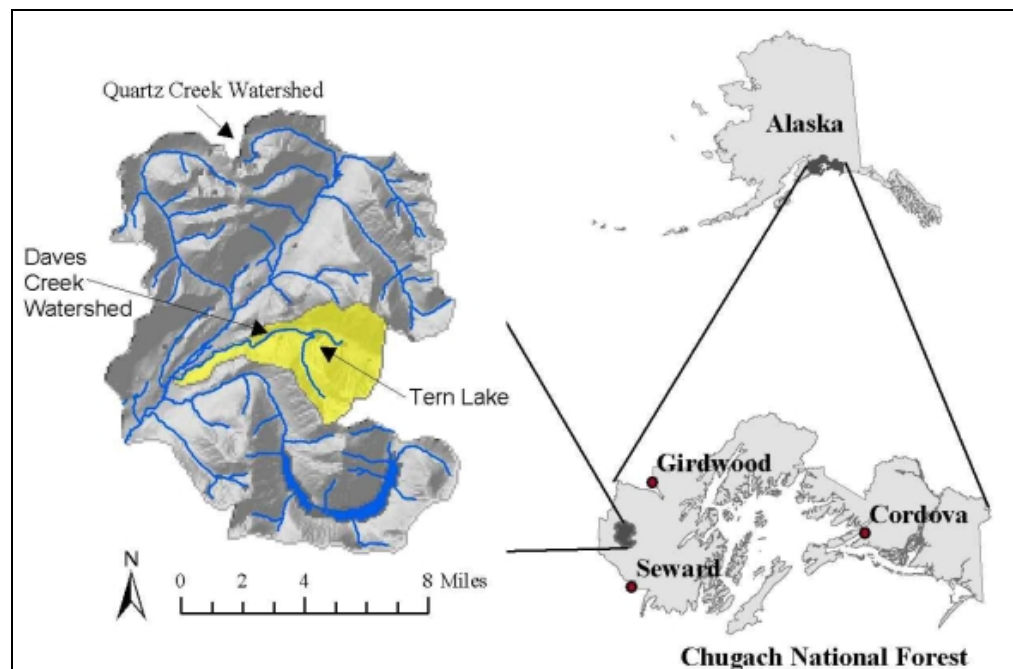 Quartz Creek Watershed
Daves
Creek
Watershed
Tern Lake
N
0 2 4 8 Miles
Alaska
Girdwood
Cordova
Seward
Chugach National Forest